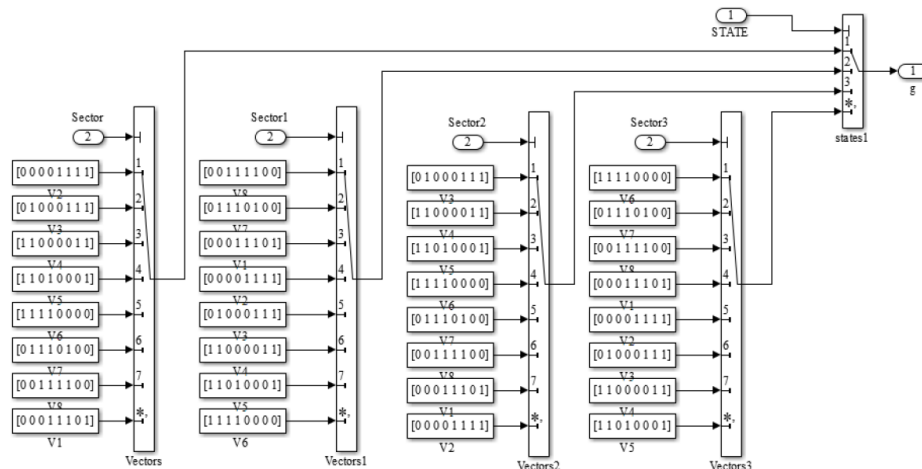 1
STATE
1
2
3
*,
states1
1
g
Sector
2
[0 0 0 0 1 1 1 1]
V2
[0 1 0 0 0 1 1 1]
V3
[1 1 0 0 0 0 1 1]
V4
[1 1 0 1 0 0 0 1]
V5
[1 1 1 1 0 0 0 0]
V6
[0 1 1 1 0 1 0 0]
V7
[0 0 1 1 1 1 0 0]
V8
[0 0 0 1 1 1 0 1]
V1
1
2
3
4
5
6
7
*,
Vectors
Sector1
2
[0 0 1 1 1 1 0 0]
V8
[0 1 1 1 0 1 0 0]
V7
[0 0 0 1 1 1 0 1]
V1
[0 0 0 0 1 1 1 1]
V2
[0 1 0 0 0 1 1 1]
V3
[1 1 0 0 0 0 1 1]
V4
[1 1 0 1 0 0 0 1]
V5
[1 1 1 1 0 0 0 0]
V6
1
2
3
4
5
6
7
*,
Vectors1
Sector2
2
[0 1 0 0 0 1 1 1]
V3
[1 1 0 0 0 0 1 1]
V4
[1 1 0 1 0 0 0 1]
V5
[1 1 1 1 0 0 0 0]
V6
[0 1 1 1 0 1 0 0]
V7
[0 0 1 1 1 1 0 0]
V8
[0 0 0 1 1 1 0 1]
V1
[0 0 0 0 1 1 1 1]
V2
1
2
3
4
5
6
7
*,
Vectors2
Sector3
2
[1 1 1 1 0 0 0 0]
V6
[0 1 1 1 0 1 0 0]
V7
[0 0 1 1 1 1 0 0]
V8
[0 0 0 1 1 1 0 1]
V1
[0 0 0 0 1 1 1 1]
V2
[0 1 0 0 0 1 1 1]
V3
[1 1 0 0 0 0 1 1]
V4
[1 1 0 1 0 0 0 1]
V5
1
2
3
4
5
6
7
*,
Vectors3